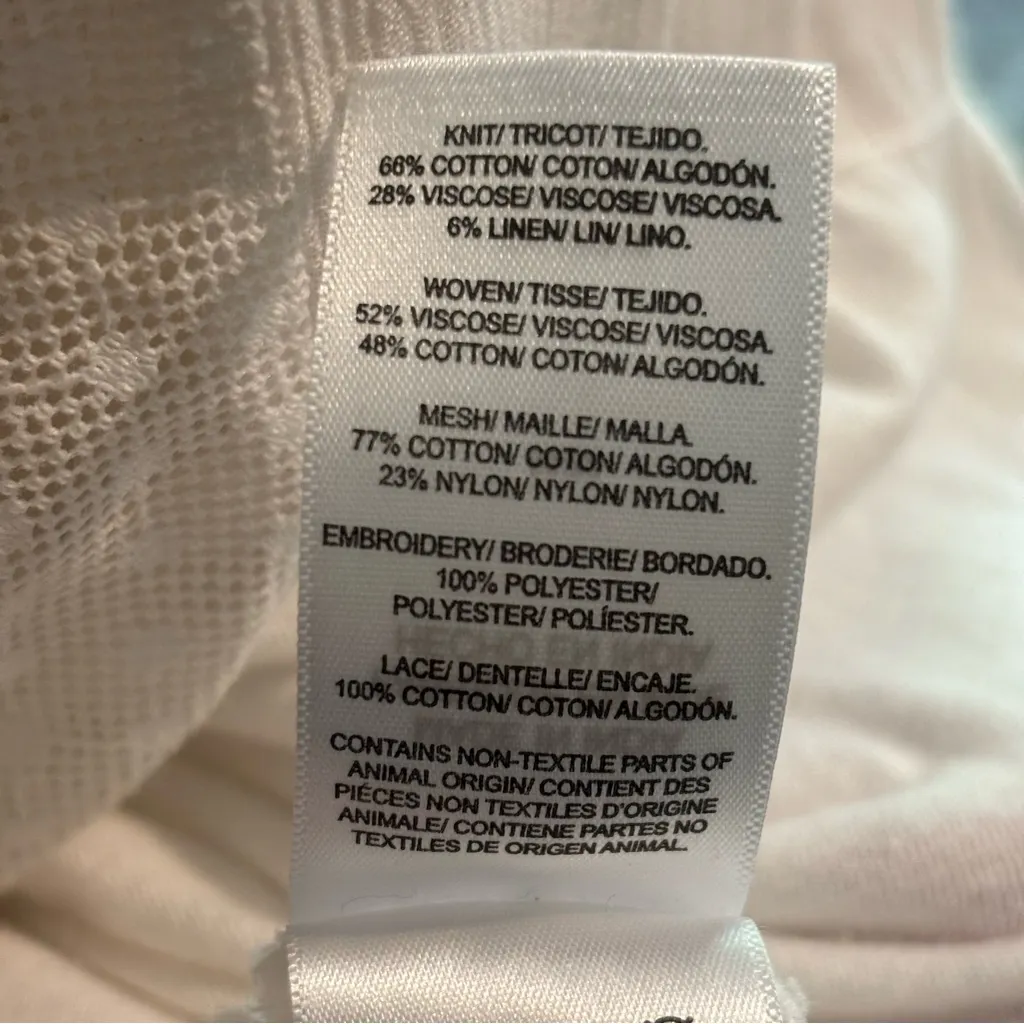 KNIT/ TRICOT/ TEJIDO.
66% COTTON/ COTON/ ALGODÓN.
28% VISCOSE/ VISCOSE/ VISCOSA.
6% LINEN/ LIN/ LINO.
WOVEN/ TISSE/ TEJIDO.
52% VISCOSE/ VISCOSE/ VISCOSA.
48% COTTON/ COTON/ ALGODÓN.
MESH/ MAILLE/ MALLA.
77% COTTON/ COTON/ ALGODÓN.
23% NYLON/ NYLON/ NYLON.
EMBROIDERY/ BRODERIE/ BORDADO.
100% POLYESTER/
POLYESTER/ POLÍESTER.
LACE/ DENTELLE/ ENCAJE.
100% COTTON/ COTON/ ALGODÓN.
CONTAINS NON-TEXTILE PARTS OF
ANIMAL ORIGIN/ CONTIENT DES
PIÉCES NON TEXTILES D'ORIGINE
ANIMALE/ CONTIENE PARTES NO
TEXTILES DE ORIGEN ANIMAL.